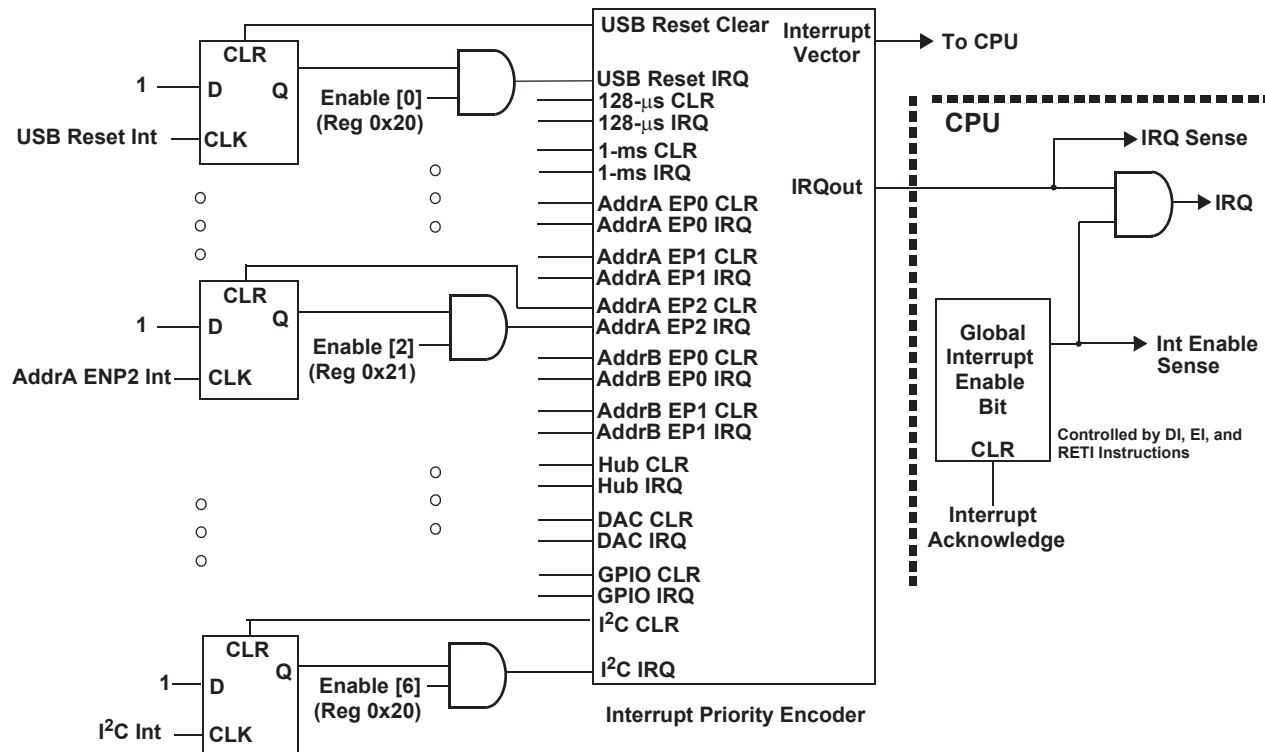 CLR
1
D
Q
USB Reset Int
CLK
Enable [0]
(Reg 0x20)
CLR
1
D
Q
AddrA ENP2 Int
CLK
Enable [2]
(Reg 0x21)
CLR
1
D
Q
I2C Int
CLK
Enable [6]
(Reg 0x20)
USB Reset Clear
USB Reset IRQ
128-μs CLR
128-μs IRQ
1-ms CLR
1-ms IRQ
AddrA EP0 CLR
AddrA EP0 IRQ
AddrA EP1 CLR
AddrA EP1 IRQ
AddrA EP2 CLR
AddrA EP2 IRQ
AddrB EP0 CLR
AddrB EP0 IRQ
AddrB EP1 CLR
AddrB EP1 IRQ
Hub CLR
Hub IRQ
DAC CLR
DAC IRQ
GPIO CLR
GPIO IRQ
I2C CLR
I2C IRQ
Interrupt
Vector
IRQout
Interrupt Priority Encoder
To CPU
CPU
IRQ Sense
IRQ
Global
Interrupt
Enable
Bit
CLR
Int Enable
Sense
Controlled by DI, EI, and
RETI Instructions
Interrupt
Acknowledge